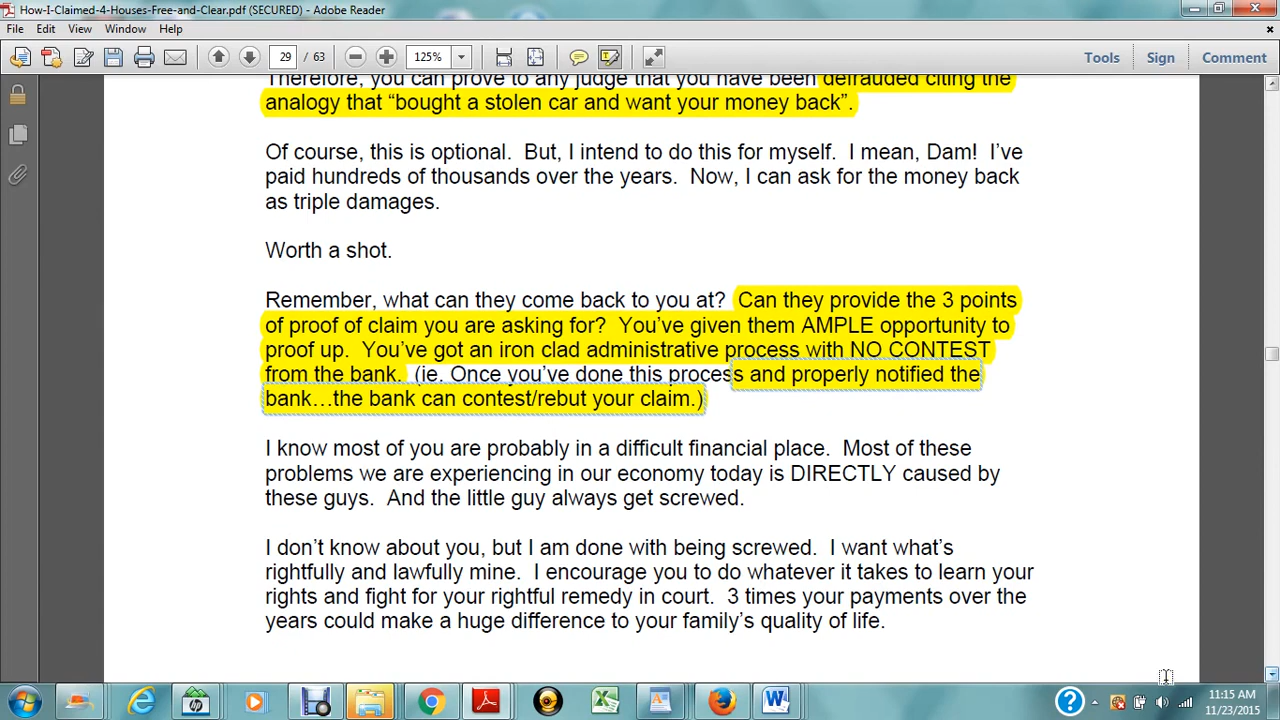 How-I-Claimed-4-Houses-Free-and-Clear.pdf (SECURED) - Adobe Reader
File Edit View Window Help
29 / 63 125% Tools Sign Comment
Therefore, you can prove to any judge that you have been defrauded citing the
analogy that “bought a stolen car and want your money back”.
Of course, this is optional. But, I intend to do this for myself. I mean, Dam! I’ve
paid hundreds of thousands over the years. Now, I can ask for the money back
as triple damages.
Worth a shot.
Remember, what can they come back to you at? Can they provide the 3 points
of proof of claim you are asking for? You’ve given them AMPLE opportunity to
proof up. You’ve got an iron clad administrative process with NO CONTEST
from the bank. (ie. Once you’ve done this process and properly notified the
bank…the bank can contest/rebut your claim.)
I know most of you are probably in a difficult financial place. Most of these
problems we are experiencing in our economy today is DIRECTLY caused by
these guys. And the little guy always get screwed.
I don’t know about you, but I am done with being screwed. I want what’s
rightfully and lawfully mine. I encourage you to do whatever it takes to learn your
rights and fight for your rightful remedy in court. 3 times your payments over the
years could make a huge difference to your family’s quality of life.
11:15 AM
11/23/2015